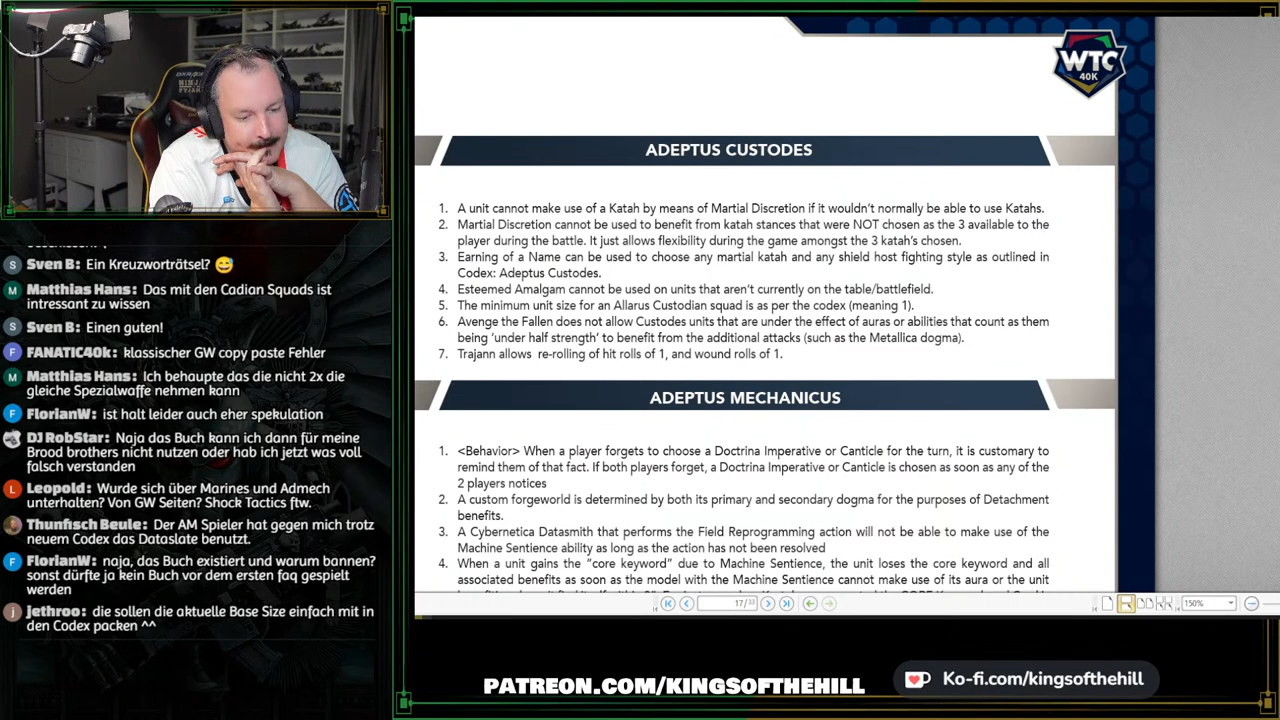 WTC
40K
ADEPTUS CUSTODES
1. A unit cannot make use of a Katah by means of Martial Discretion if it wouldn't normally be able to use Katahs.
2. Martial Discretion cannot be used to benefit from katah stances that were NOT chosen as the 3 available to the
player during the battle. It just allows flexibility during the game amongst the 3 katah's chosen.
3. Earning of a Name can be used to choose any martial katah and any shield host fighting style as outlined in
Codex: Adeptus Custodes.
4. Esteemed Amalgam cannot be used on units that aren't currently on the table/battlefield.
5. The minimum unit size for an Allarus Custodian squad is as per the codex (meaning 1).
6. Avenge the Fallen does not allow Custodes units that are under the effect of auras or abilities that count as them
being 'under half strength' to benefit from the additional attacks (such as the Metallica dogma).
7. Trajann allows re-rolling of hit rolls of 1, and wound rolls of 1.
ADEPTUS MECHANICUS
1. <Behavior> When a player forgets to choose a Doctrina Imperative or Canticle for the turn, it is customary to
remind them of that fact. If both players forget, a Doctrina Imperative or Canticle is chosen as soon as any of the
2 players notices
2. A custom forgeworld is determined by both its primary and secondary dogma for the purposes of Detachment
benefits.
3. A Cybernetica Datasmith that performs the Field Reprogramming action will not be able to make use of the
Machine Sentience ability as long as the action has not been resolved
4. When a unit gains the "core keyword" due to Machine Sentience, the unit loses the core keyword and all
associated benefits as soon as the model with the Machine Sentience cannot make use of its aura or the unit
17/33
150%
S Sven B: Ein Kreuzworträtsel? 😅
M Matthias Hans: Das mit den Cadian Squads ist
intressant zu wissen
S Sven B: Einen guten!
F FANATIC40k: klassischer GW copy paste Fehler
M Matthias Hans: Ich behaupte das die nicht 2x die
gleiche Spezialwaffe nehmen kann
F FlorianW: ist halt leider auch eher spekulation
DJ RobStar: Naja das Buch kann ich dann für meine
Brood brothers nicht nutzen oder hab ich jetzt was voll
falsch verstanden
L Leopold: Wurde sich über Marines und Admech
unterhalten? Von GW Seiten? Shock Tactics ftw.
Thunfisch Beule: Der AM Spieler hat gegen mich trotz
neuem Codex das Dataslate benutzt.
F FlorianW: naja, das Buch existiert und warum bannen?
sonst dürfte ja kein Buch vor dem ersten faq gespielt
werden
j jethroo: die sollen die aktuelle Base Size einfach mit in
den Codex packen ^^
PATREON.COM/KINGSOFTHEHILL
Ko-fi.com/kingsofthehill